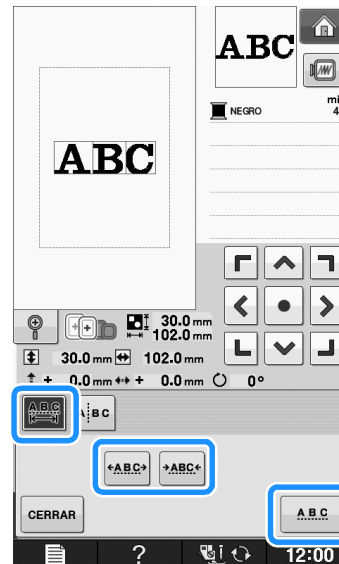 ABC
NEGRO
mi
4
ABC
30.0 mm
102.0 mm
30.0 mm 102.0 mm
+ 0.0 mm + 0.0 mm 0°
ABC A BC
ABC ABC
CERRAR
A B C
? 12:00